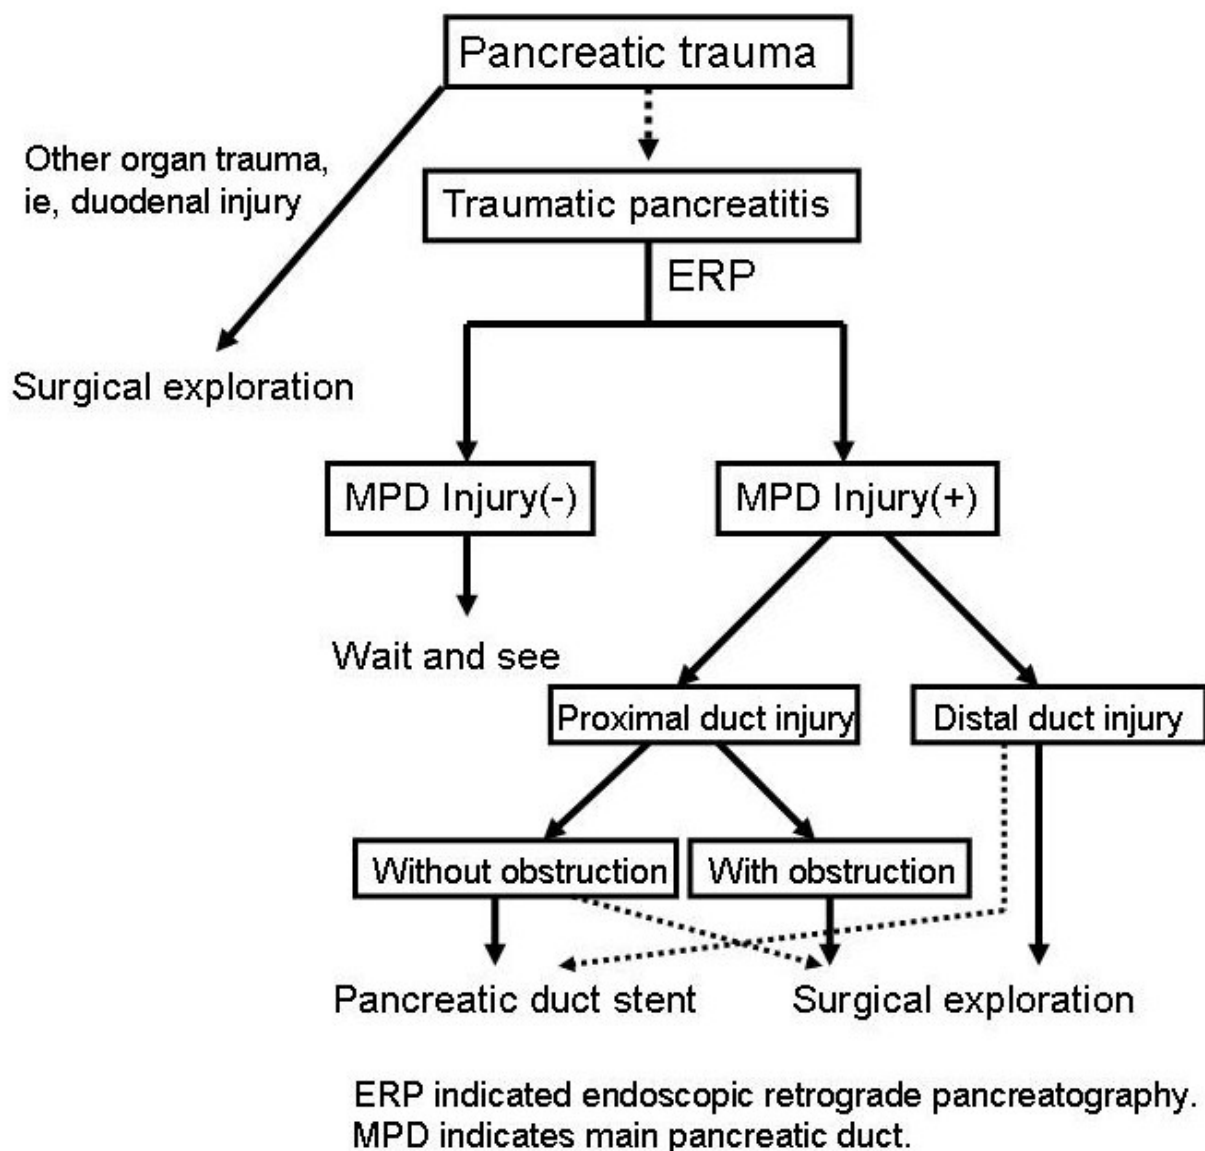 Pancreatic trauma
Other organ trauma,
ie, duodenal injury
Traumatic pancreatitis
ERP
Surgical exploration
MPD Injury(-)
MPD Injury(+)
Wait and see
Proximal duct injury
Distal duct injury
Without obstruction
With obstruction
Pancreatic duct stent
Surgical exploration
ERP indicated endoscopic retrograde pancreatography.
MPD indicates main pancreatic duct.